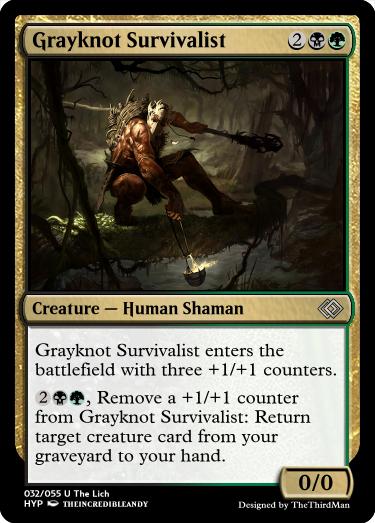 Grayknot Survivalist 2
Creature — Human Shaman
Grayknot Survivalist enters the
battlefield with three +1/+1 counters.
2, Remove a +1/+1 counter
from Grayknot Survivalist: Return
target creature card from your
graveyard to your hand.
0/0
032/055 U The Lich
HYP THEINCREDIBLEANDY
Designed by TheThirdMan